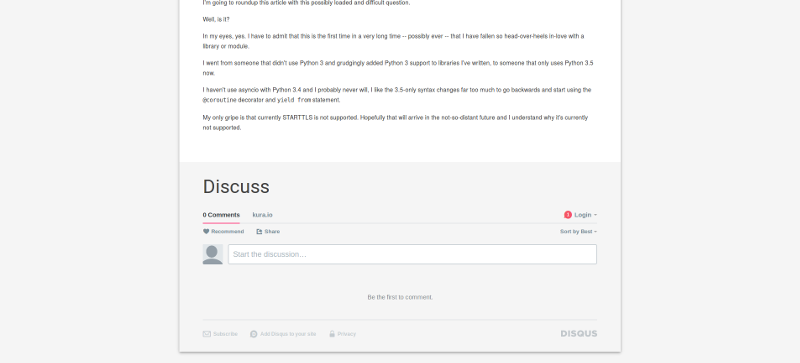 I'm going to roundup this article with this possibly loaded and difficult question.
Well, is it?
In my eyes, yes. I have to admit that this is the first time in a very long time -- possibly ever -- that I have fallen so head-over-heels in-love with a
library or module.
I went from someone that didn't use Python 3 and grudgingly added Python 3 support to libraries I've written, to someone that only uses Python 3.5
now.
I haven't use asyncio with Python 3.4 and I probably never will, I like the 3.5-only syntax changes far too much to go backwards and start using the
@coroutine decorator and yield from statement.
My only gripe is that currently STARTTLS is not supported. Hopefully that will arrive in the not-so-distant future and I understand why it's currently
not supported.
Discuss
0 Comments kura.io 1 Login
Recommend Share Sort by Best
Start the discussion...
Be the first to comment.
Subscribe Add Disqus to your site Privacy DISQUS